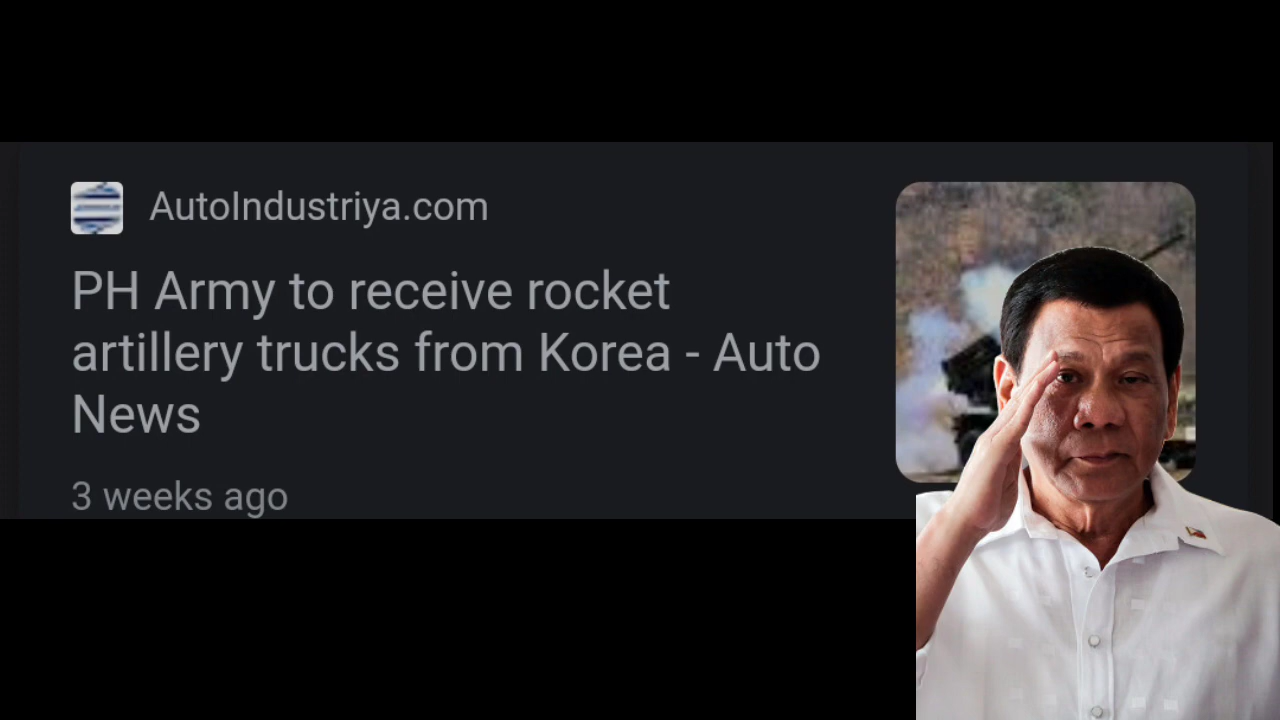 AutoIndustriya.com
PH Army to receive rocket
artillery trucks from Korea - Auto
News
3 weeks ago